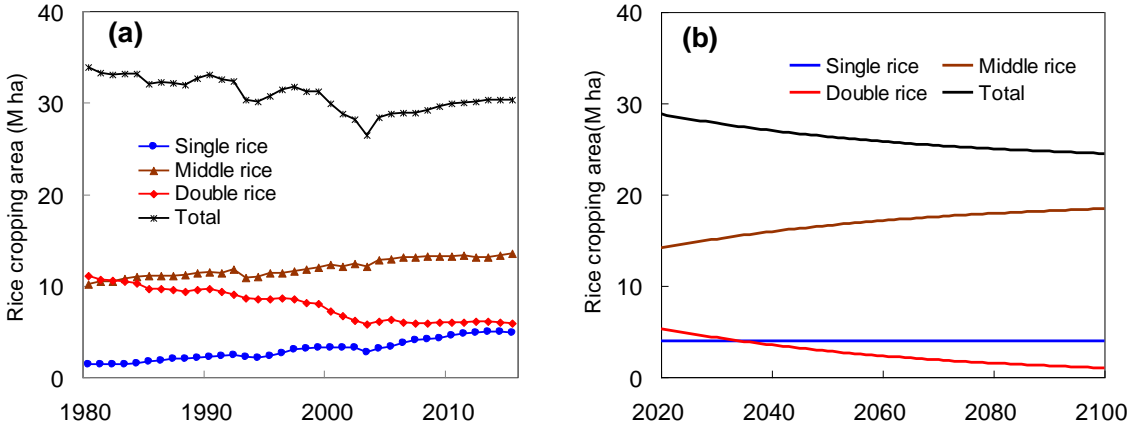 (a)
Rice cropping area (M ha)
40
30
20
10
0
Single rice
Middle rice
Double rice
Total
1980
1990
2000
2010
(b)
Rice cropping area(M ha)
40
30
20
10
0
Single rice
Middle rice
Double rice
Total
2020
2040
2060
2080
2100